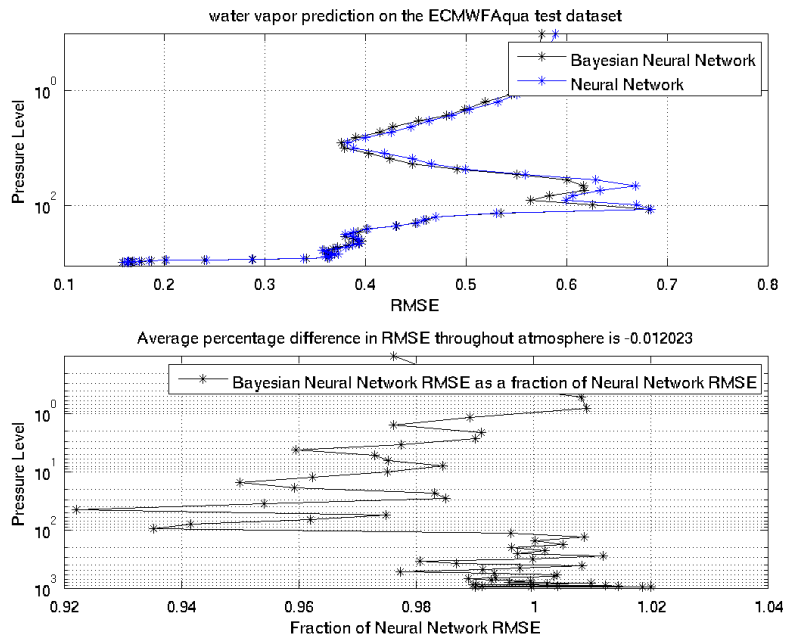 water vapor prediction on the ECMWFAqua test dataset
Pressure Level
10^0
10^2
Bayesian Neural Network
Neural Network
0.1 0.2 0.3 0.4 0.5 0.6 0.7 0.8
RMSE
Average percentage difference in RMSE throughout atmosphere is -0.012023
Pressure Level
10^0
10^1
10^2
10^3
Bayesian Neural Network RMSE as a fraction of Neural Network RMSE
0.92 0.94 0.96 0.98 1 1.02 1.04
Fraction of Neural Network RMSE